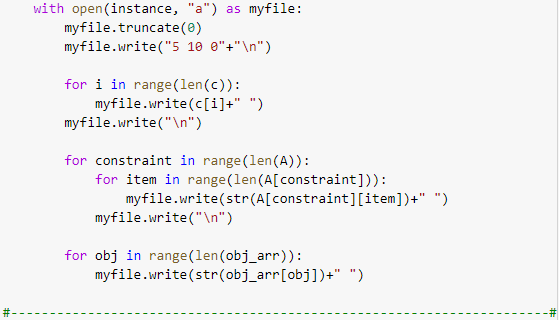 with open(instance, "a") as myfile:
    myfile.truncate(0)
    myfile.write("5 10 0"+"\n")

    for i in range(len(c)):
        myfile.write(c[i]+" ")
    myfile.write("\n")

    for constraint in range(len(A)):
        for item in range(len(A[constraint])):
            myfile.write(str(A[constraint][item])+" ")
        myfile.write("\n")

    for obj in range(len(obj_arr)):
        myfile.write(str(obj_arr[obj])+" ")

#-----------------------------------------------------------------------#